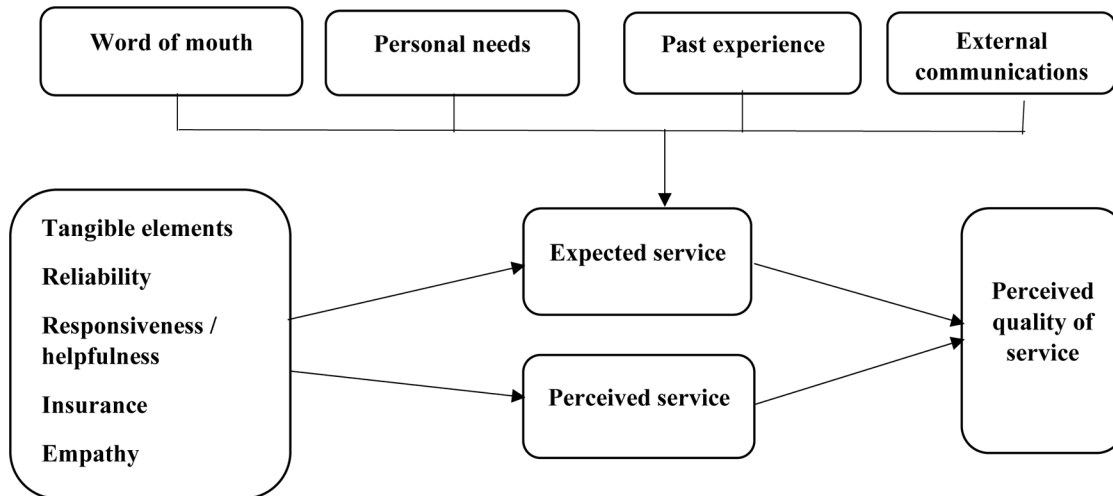 Word of mouth
Personal needs
Past experience
External
communications
Tangible elements
Reliability
Responsiveness /
helpfulness
Insurance
Empathy
Expected service
Perceived service
Perceived
quality of
service